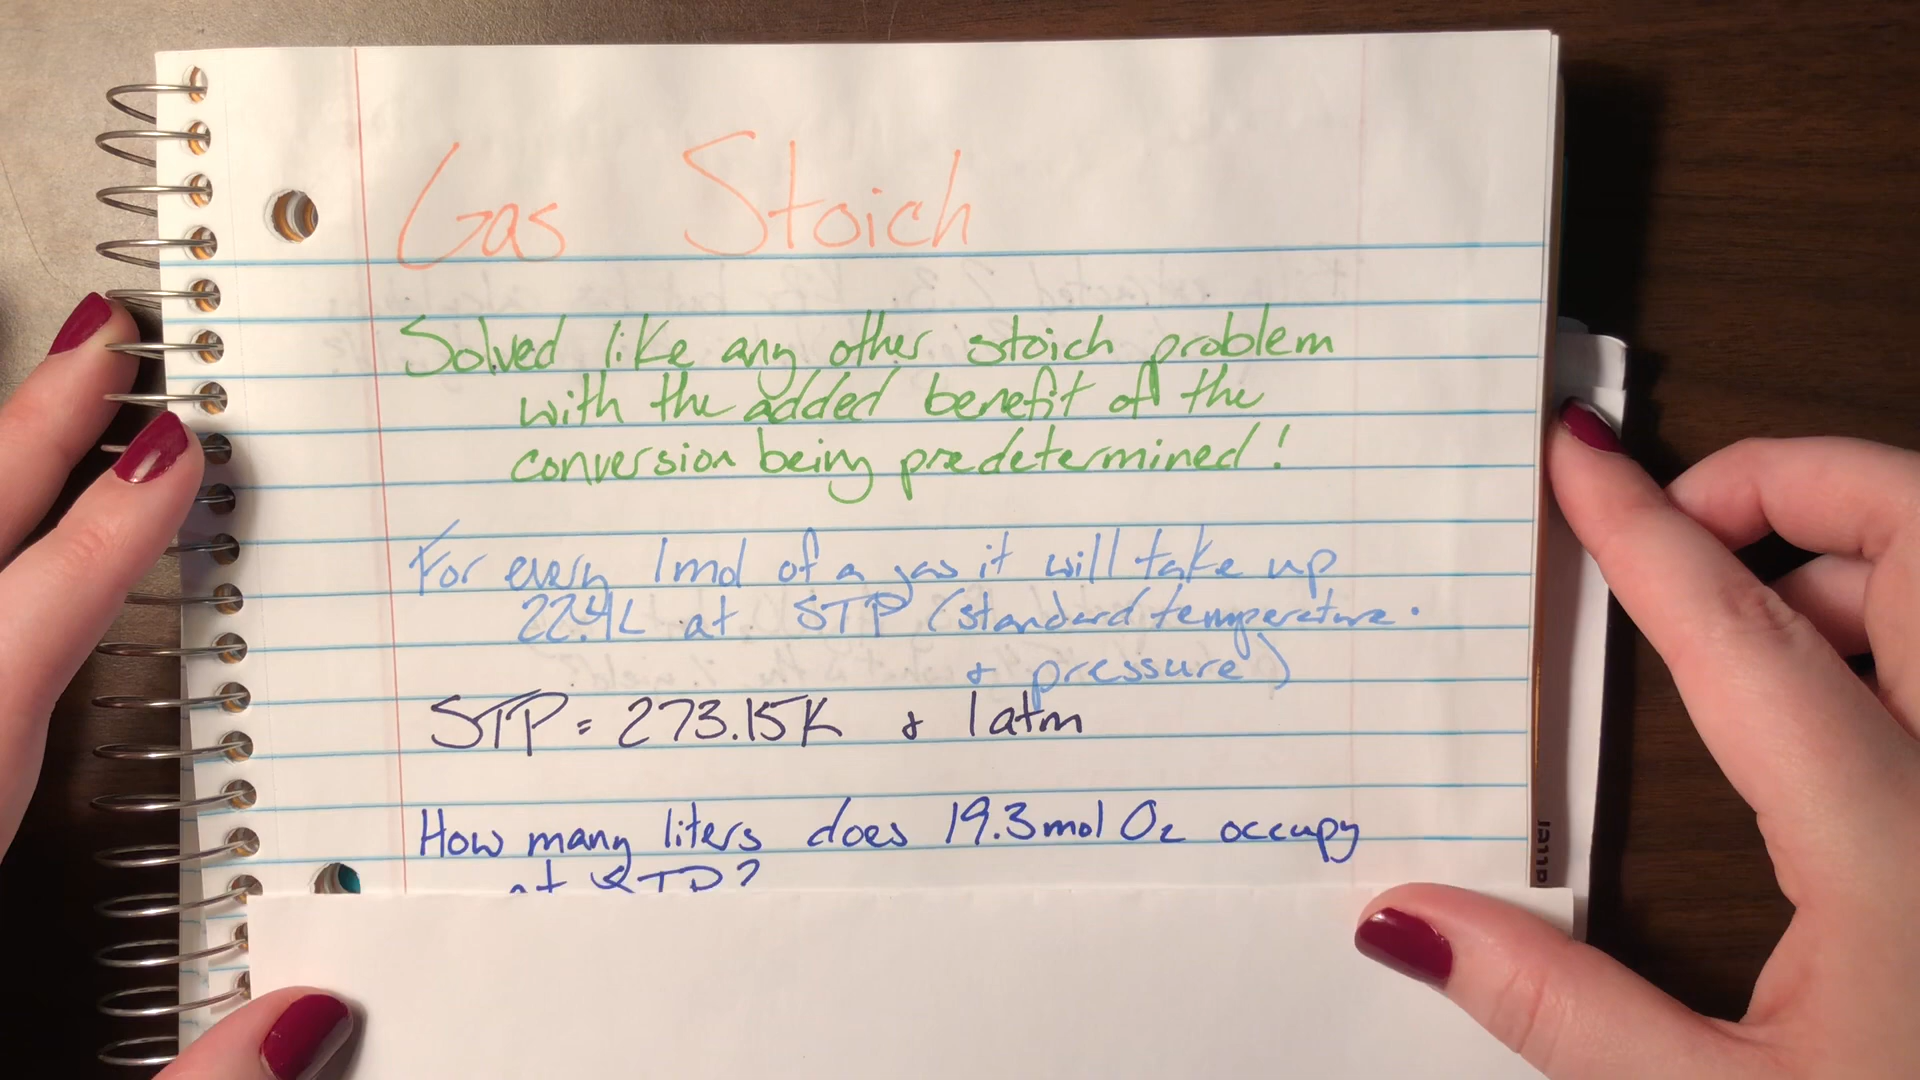 Gas Stoich
Solved like any other stoich problem
with the added benefit of the
conversion being predetermined!
For every 1mol of a gas it will take up
22.4L at STP (standard temperature
& pressure)
STP = 273.15K & 1atm
How many liters does 19.3mol O₂ occupy
at STP?